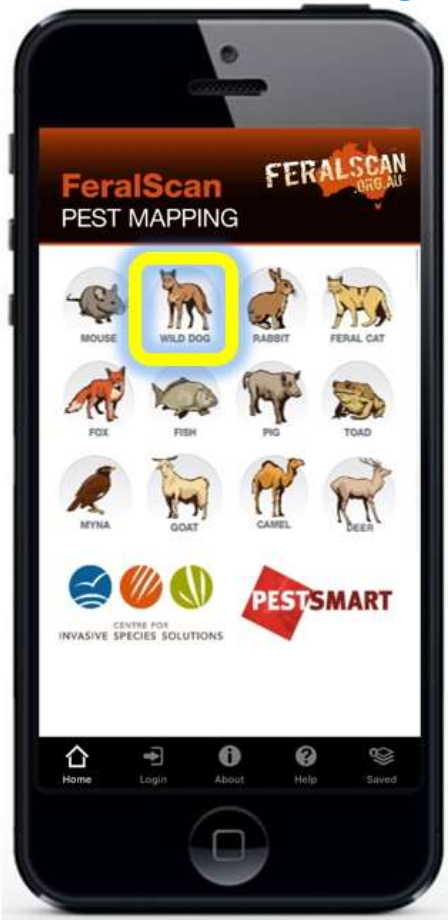 FeralScan
PEST MAPPING
FERALSCAN
.ORG.AU
MOUSE
WILD DOG
RABBIT
FERAL CAT
FOX
FISH
PIG
TOAD
MYNA
GOAT
CAMEL
DEER
CENTRE FOR
INVASIVE SPECIES SOLUTIONS
PESTSMART
Home
Login
About
Help
Saved